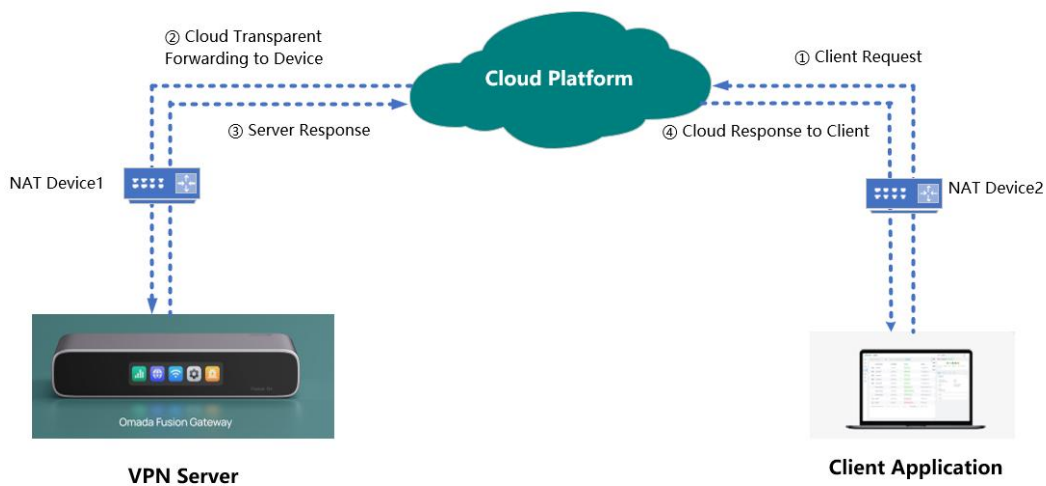 ② Cloud Transparent
Forwarding to Device
Cloud Platform
① Client Request
③ Server Response
④ Cloud Response to Client
NAT Device1
NAT Device2
Omada Fusion Gateway
VPN Server
Client Application